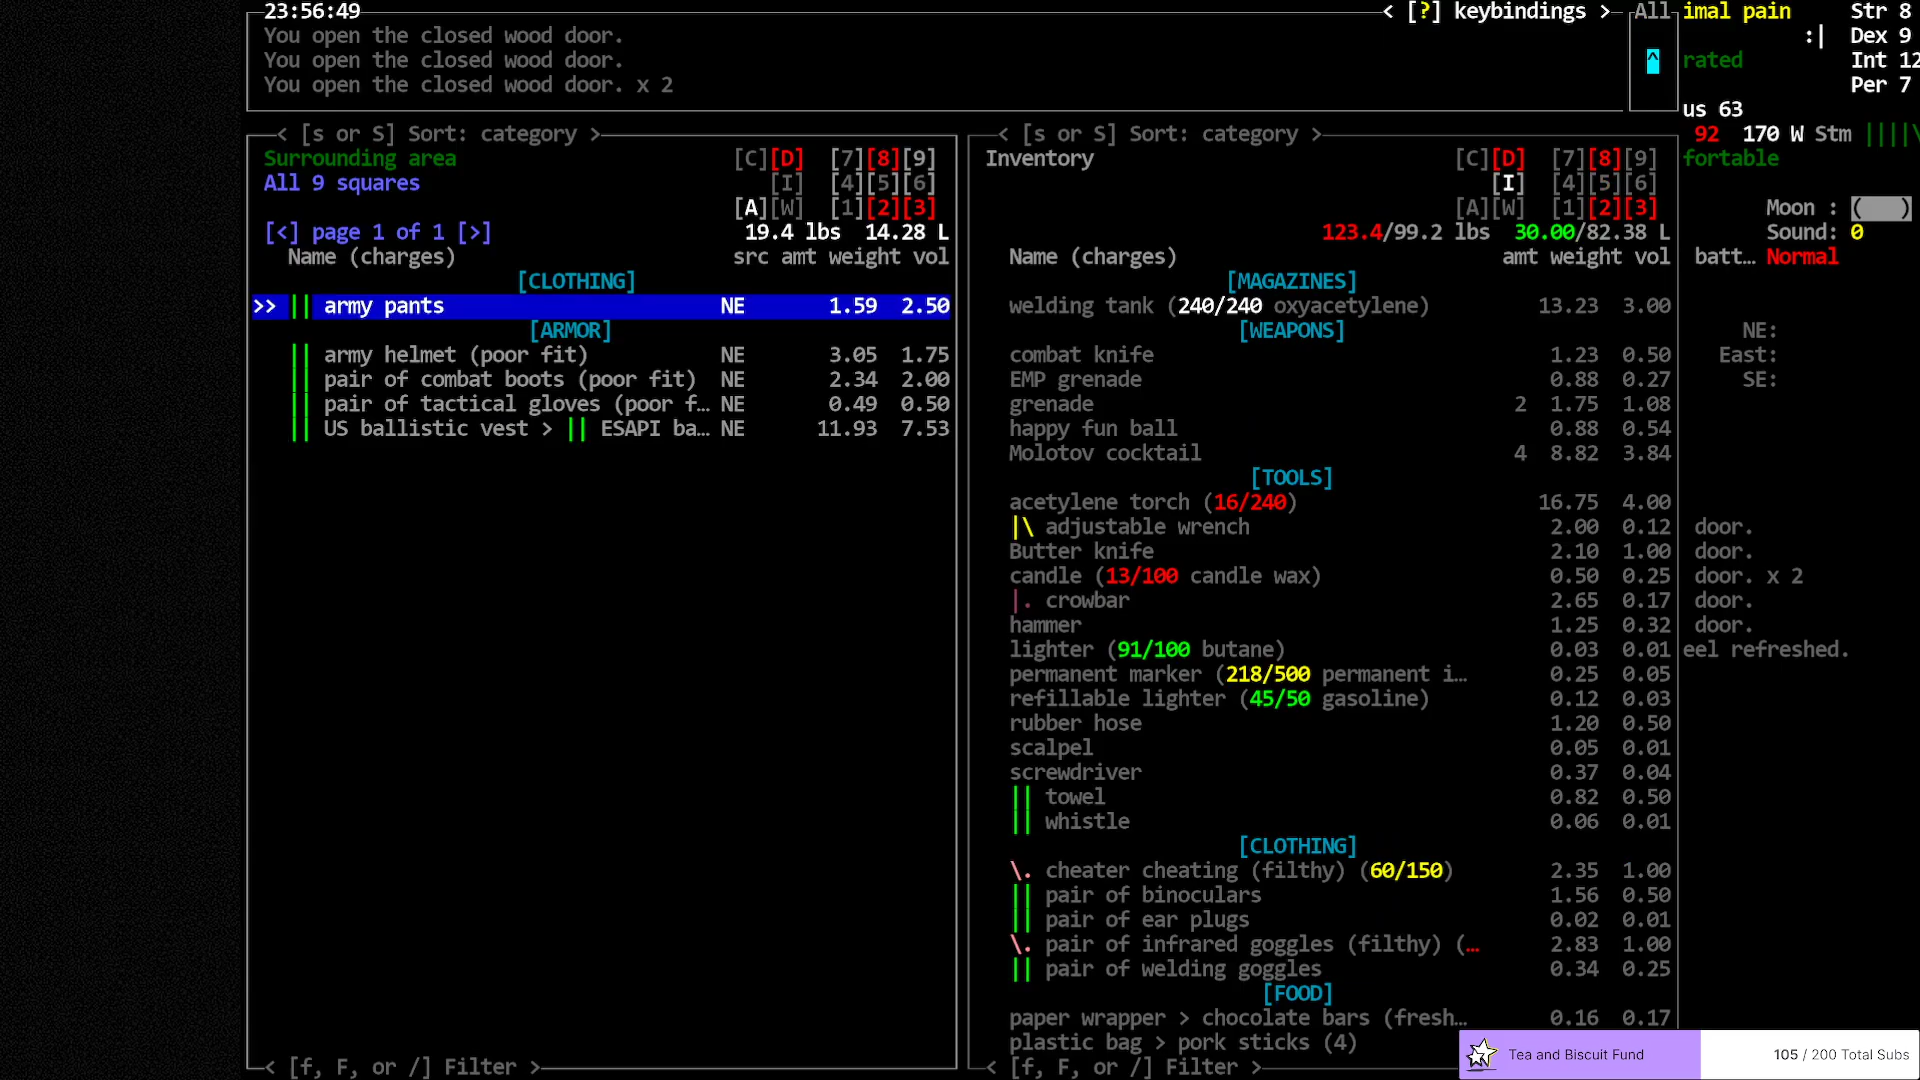 23:56:49 < [?] keybindings > All imal pain Str 8
You open the closed wood door. :| Dex 9
You open the closed wood door. ^ rated Int 12
You open the closed wood door. x 2 Per 7
us 63
< [s or S] Sort: category > < [s or S] Sort: category > 92 170 W Stm ||||\
Surrounding area [C][D] [7][8][9] Inventory [C][D] [7][8][9] fortable
All 9 squares [I] [4][5][6] [I] [4][5][6]
[A][W] [1][2][3] [A][W] [1][2][3] Moon : ( )
[<] page 1 of 1 [>] 19.4 lbs 14.28 L 123.4/99.2 lbs 30.00/82.38 L Sound: 0
Name (charges) src amt weight vol Name (charges) amt weight vol batt... Normal
[CLOTHING] [MAGAZINES]
>> || army pants NE 1.59 2.50 welding tank (240/240 oxyacetylene) 13.23 3.00
[ARMOR] [WEAPONS] NE:
|| army helmet (poor fit) NE 3.05 1.75 combat knife 1.23 0.50 East:
|| pair of combat boots (poor fit) NE 2.34 2.00 EMP grenade 0.88 0.27 SE:
|| pair of tactical gloves (poor f... NE 0.49 0.50 grenade 2 1.75 1.08
|| US ballistic vest > || ESAPI ba... NE 11.93 7.53 happy fun ball 0.88 0.54
Molotov cocktail 4 8.82 3.84
[TOOLS]
acetylene torch (16/240) 16.75 4.00
|\ adjustable wrench 2.00 0.12 door.
Butter knife 2.10 1.00 door.
candle (13/100 candle wax) 0.50 0.25 door. x 2
|. crowbar 2.65 0.17 door.
hammer 1.25 0.32 door.
lighter (91/100 butane) 0.03 0.01 eel refreshed.
permanent marker (218/500 permanent i... 0.25 0.05
refillable lighter (45/50 gasoline) 0.12 0.03
rubber hose 1.20 0.50
scalpel 0.05 0.01
screwdriver 0.37 0.04
|| towel 0.82 0.50
|| whistle 0.06 0.01
[CLOTHING]
\. cheater cheating (filthy) (60/150) 2.35 1.00
|| pair of binoculars 1.56 0.50
|| pair of ear plugs 0.02 0.01
\. pair of infrared goggles (filthy) (... 2.83 1.00
|| pair of welding goggles 0.34 0.25
[FOOD]
paper wrapper > chocolate bars (fresh... 0.16 0.17
plastic bag > pork sticks (4)
< [f, F, or /] Filter > < [f, F, or /] Filter >
Tea and Biscuit Fund 105 / 200 Total Subs